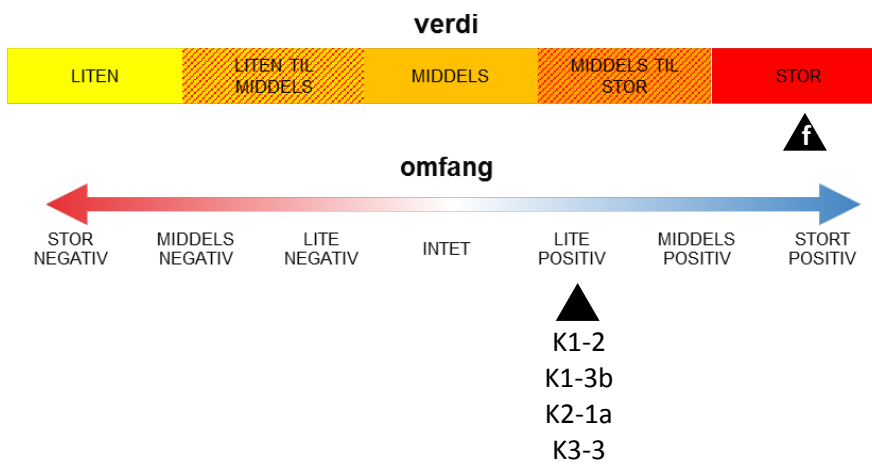 verdi
LITEN
LITEN TIL
MIDDELS
MIDDELS
MIDDELS TIL
STOR
STOR
f
omfang
STOR
NEGATIV
MIDDELS
NEGATIV
LITE
NEGATIV
INTET
LITE
POSITIV
MIDDELS
POSITIV
STORT
POSITIV
K1-2
K1-3b
K2-1a
K3-3